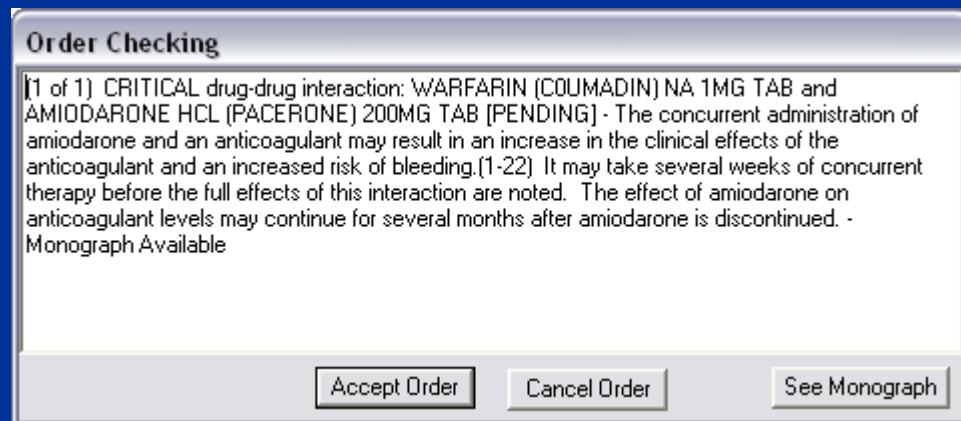 Order Checking
(1 of 1)  CRITICAL drug-drug interaction: WARFARIN (COUMADIN) NA 1MG TAB and
AMIODARONE HCL (PACERONE) 200MG TAB [PENDING] - The concurrent administration of
amiodarone and an anticoagulant may result in an increase in the clinical effects of the
anticoagulant and an increased risk of bleeding.(1-22)  It may take several weeks of concurrent
therapy before the full effects of this interaction are noted.  The effect of amiodarone on
anticoagulant levels may continue for several months after amiodarone is discontinued. -
Monograph Available
Accept Order
Cancel Order
See Monograph